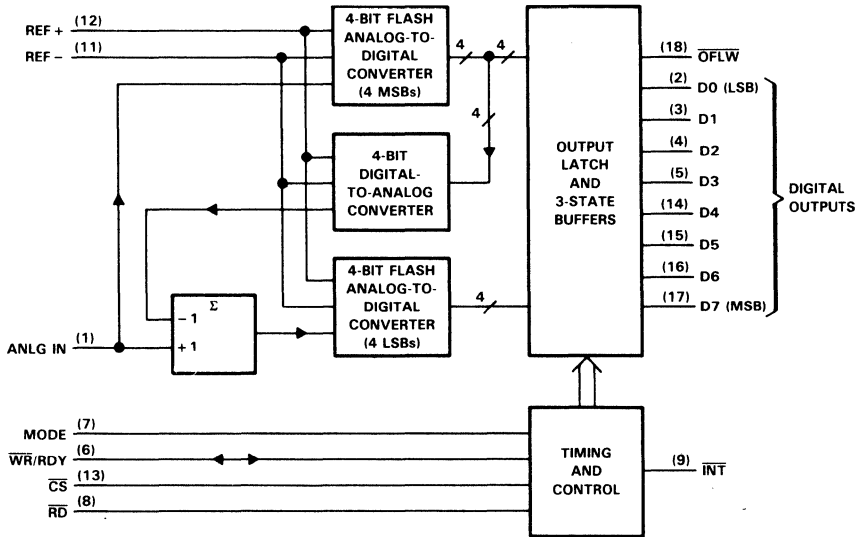 REF + (12)
REF − (11)
4-BIT FLASH
ANALOG-TO-
DIGITAL
CONVERTER
(4 MSBs)
4
4
4
4-BIT
DIGITAL-
TO-ANALOG
CONVERTER
4-BIT FLASH
ANALOG-TO-
DIGITAL
CONVERTER
(4 LSBs)
4
Σ
− 1
+ 1
ANLG IN (1)
OUTPUT
LATCH
AND
3-STATE
BUFFERS
(18) OFLW
(2) D0 (LSB)
(3) D1
(4) D2
(5) D3
(14) D4
(15) D5
(16) D6
(17) D7 (MSB)
DIGITAL
OUTPUTS
MODE (7)
WR/RDY (6)
CS (13)
RD (8)
TIMING
AND
CONTROL
(9) INT